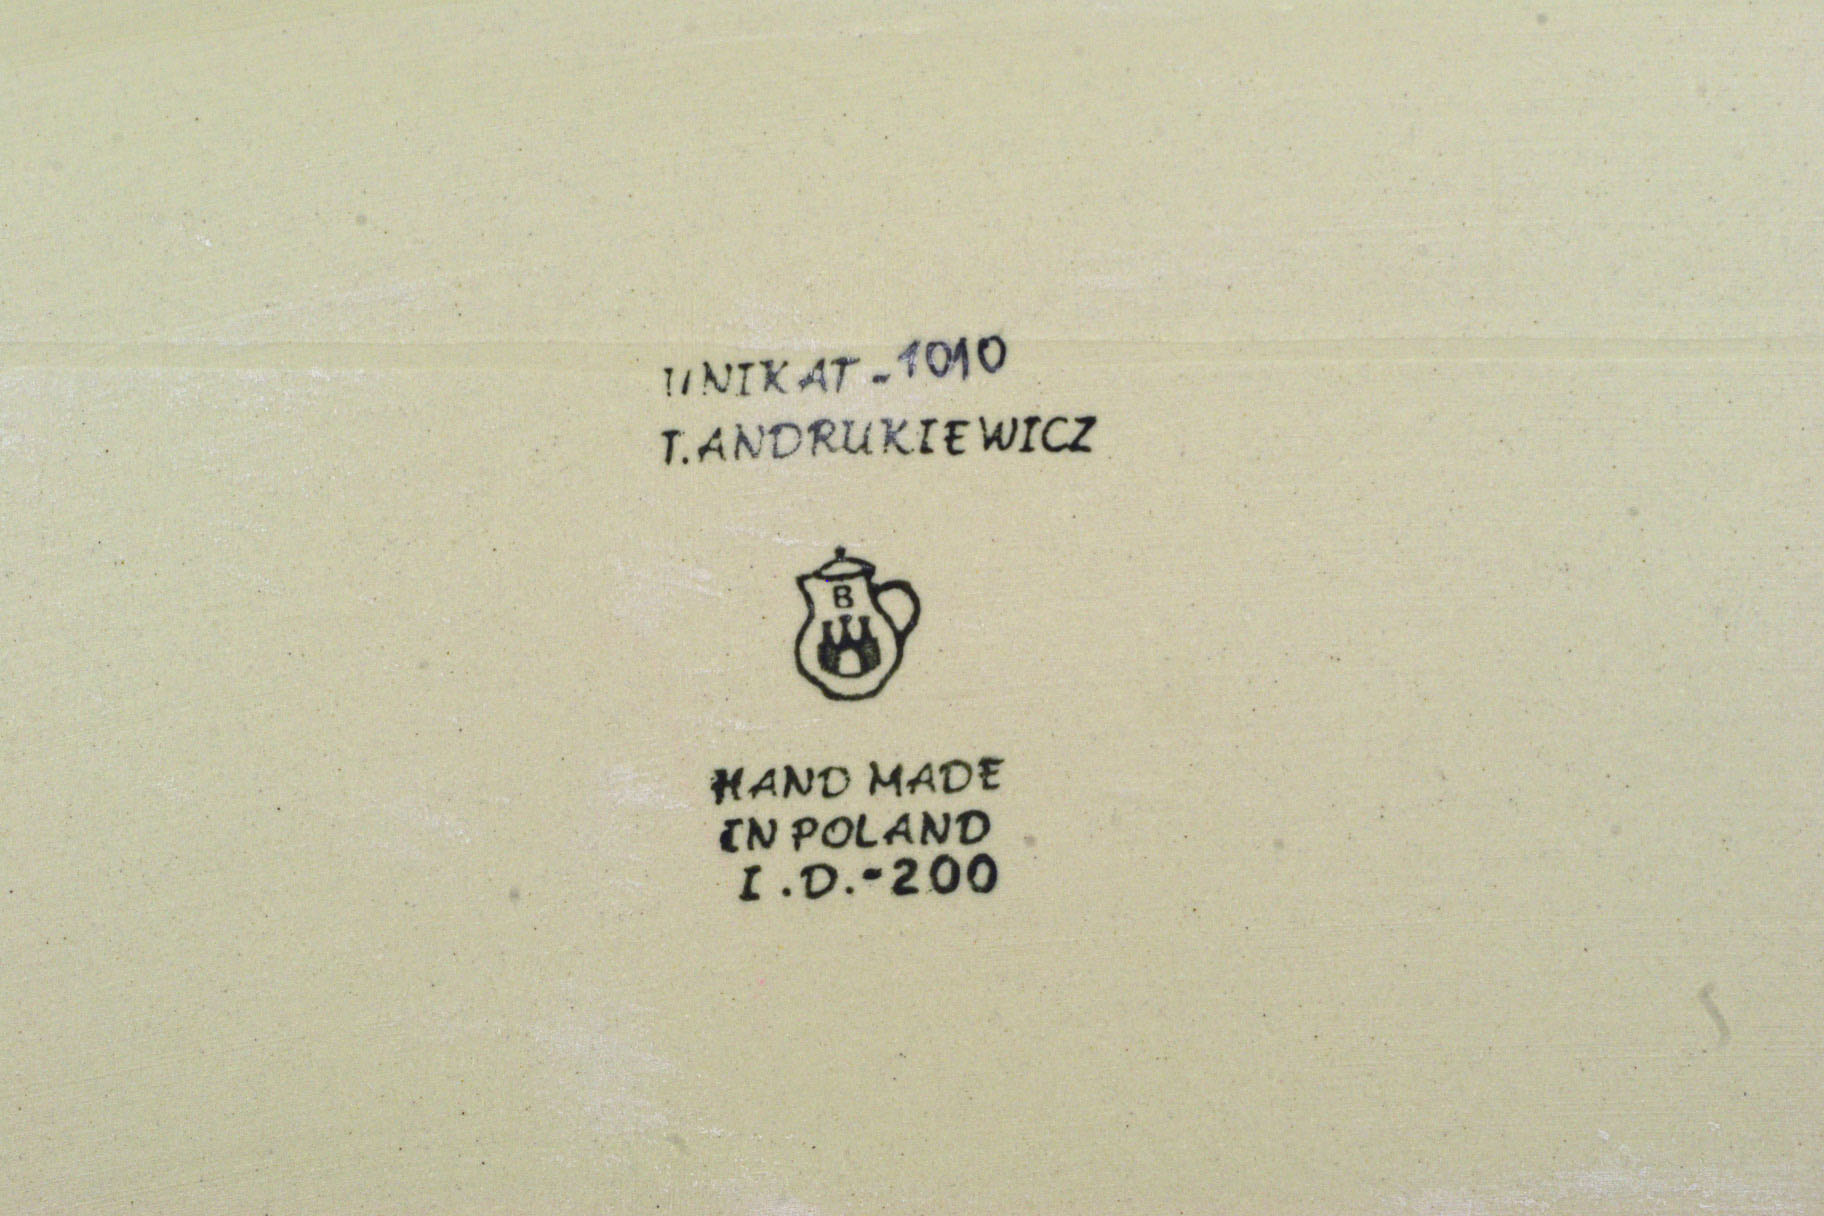 UNIKAT-1010
T.ANDRUKIEWICZ
B
HAND MADE
IN POLAND
I.D.-200